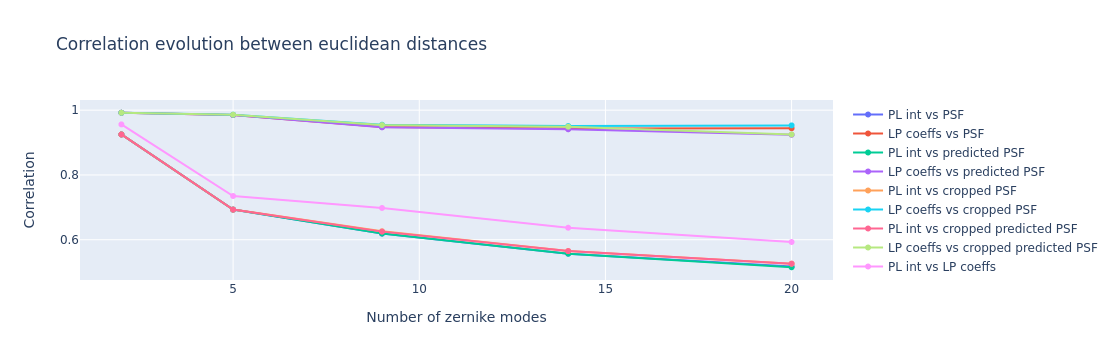 Correlation evolution between euclidean distances
1
0.8
0.6
Correlation
5
10
15
20
Number of zernike modes
PL int vs PSF
LP coeffs vs PSF
PL int vs predicted PSF
LP coeffs vs predicted PSF
PL int vs cropped PSF
LP coeffs vs cropped PSF
PL int vs cropped predicted PSF
LP coeffs vs cropped predicted PSF
PL int vs LP coeffs